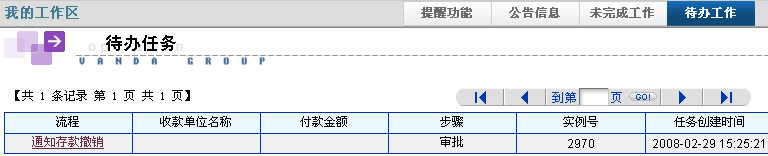 我的工作区 提醒功能 公告信息 未完成工作 待办工作
待办任务
VANDA GROUP
【共 1 条记录 第 1 页 共 1 页】 到第 页 GO!
流程 收款单位名称 付款金额 步骤 实例号 任务创建时间
通知存款撤销 审批 2970 2008-02-29 15:25:21